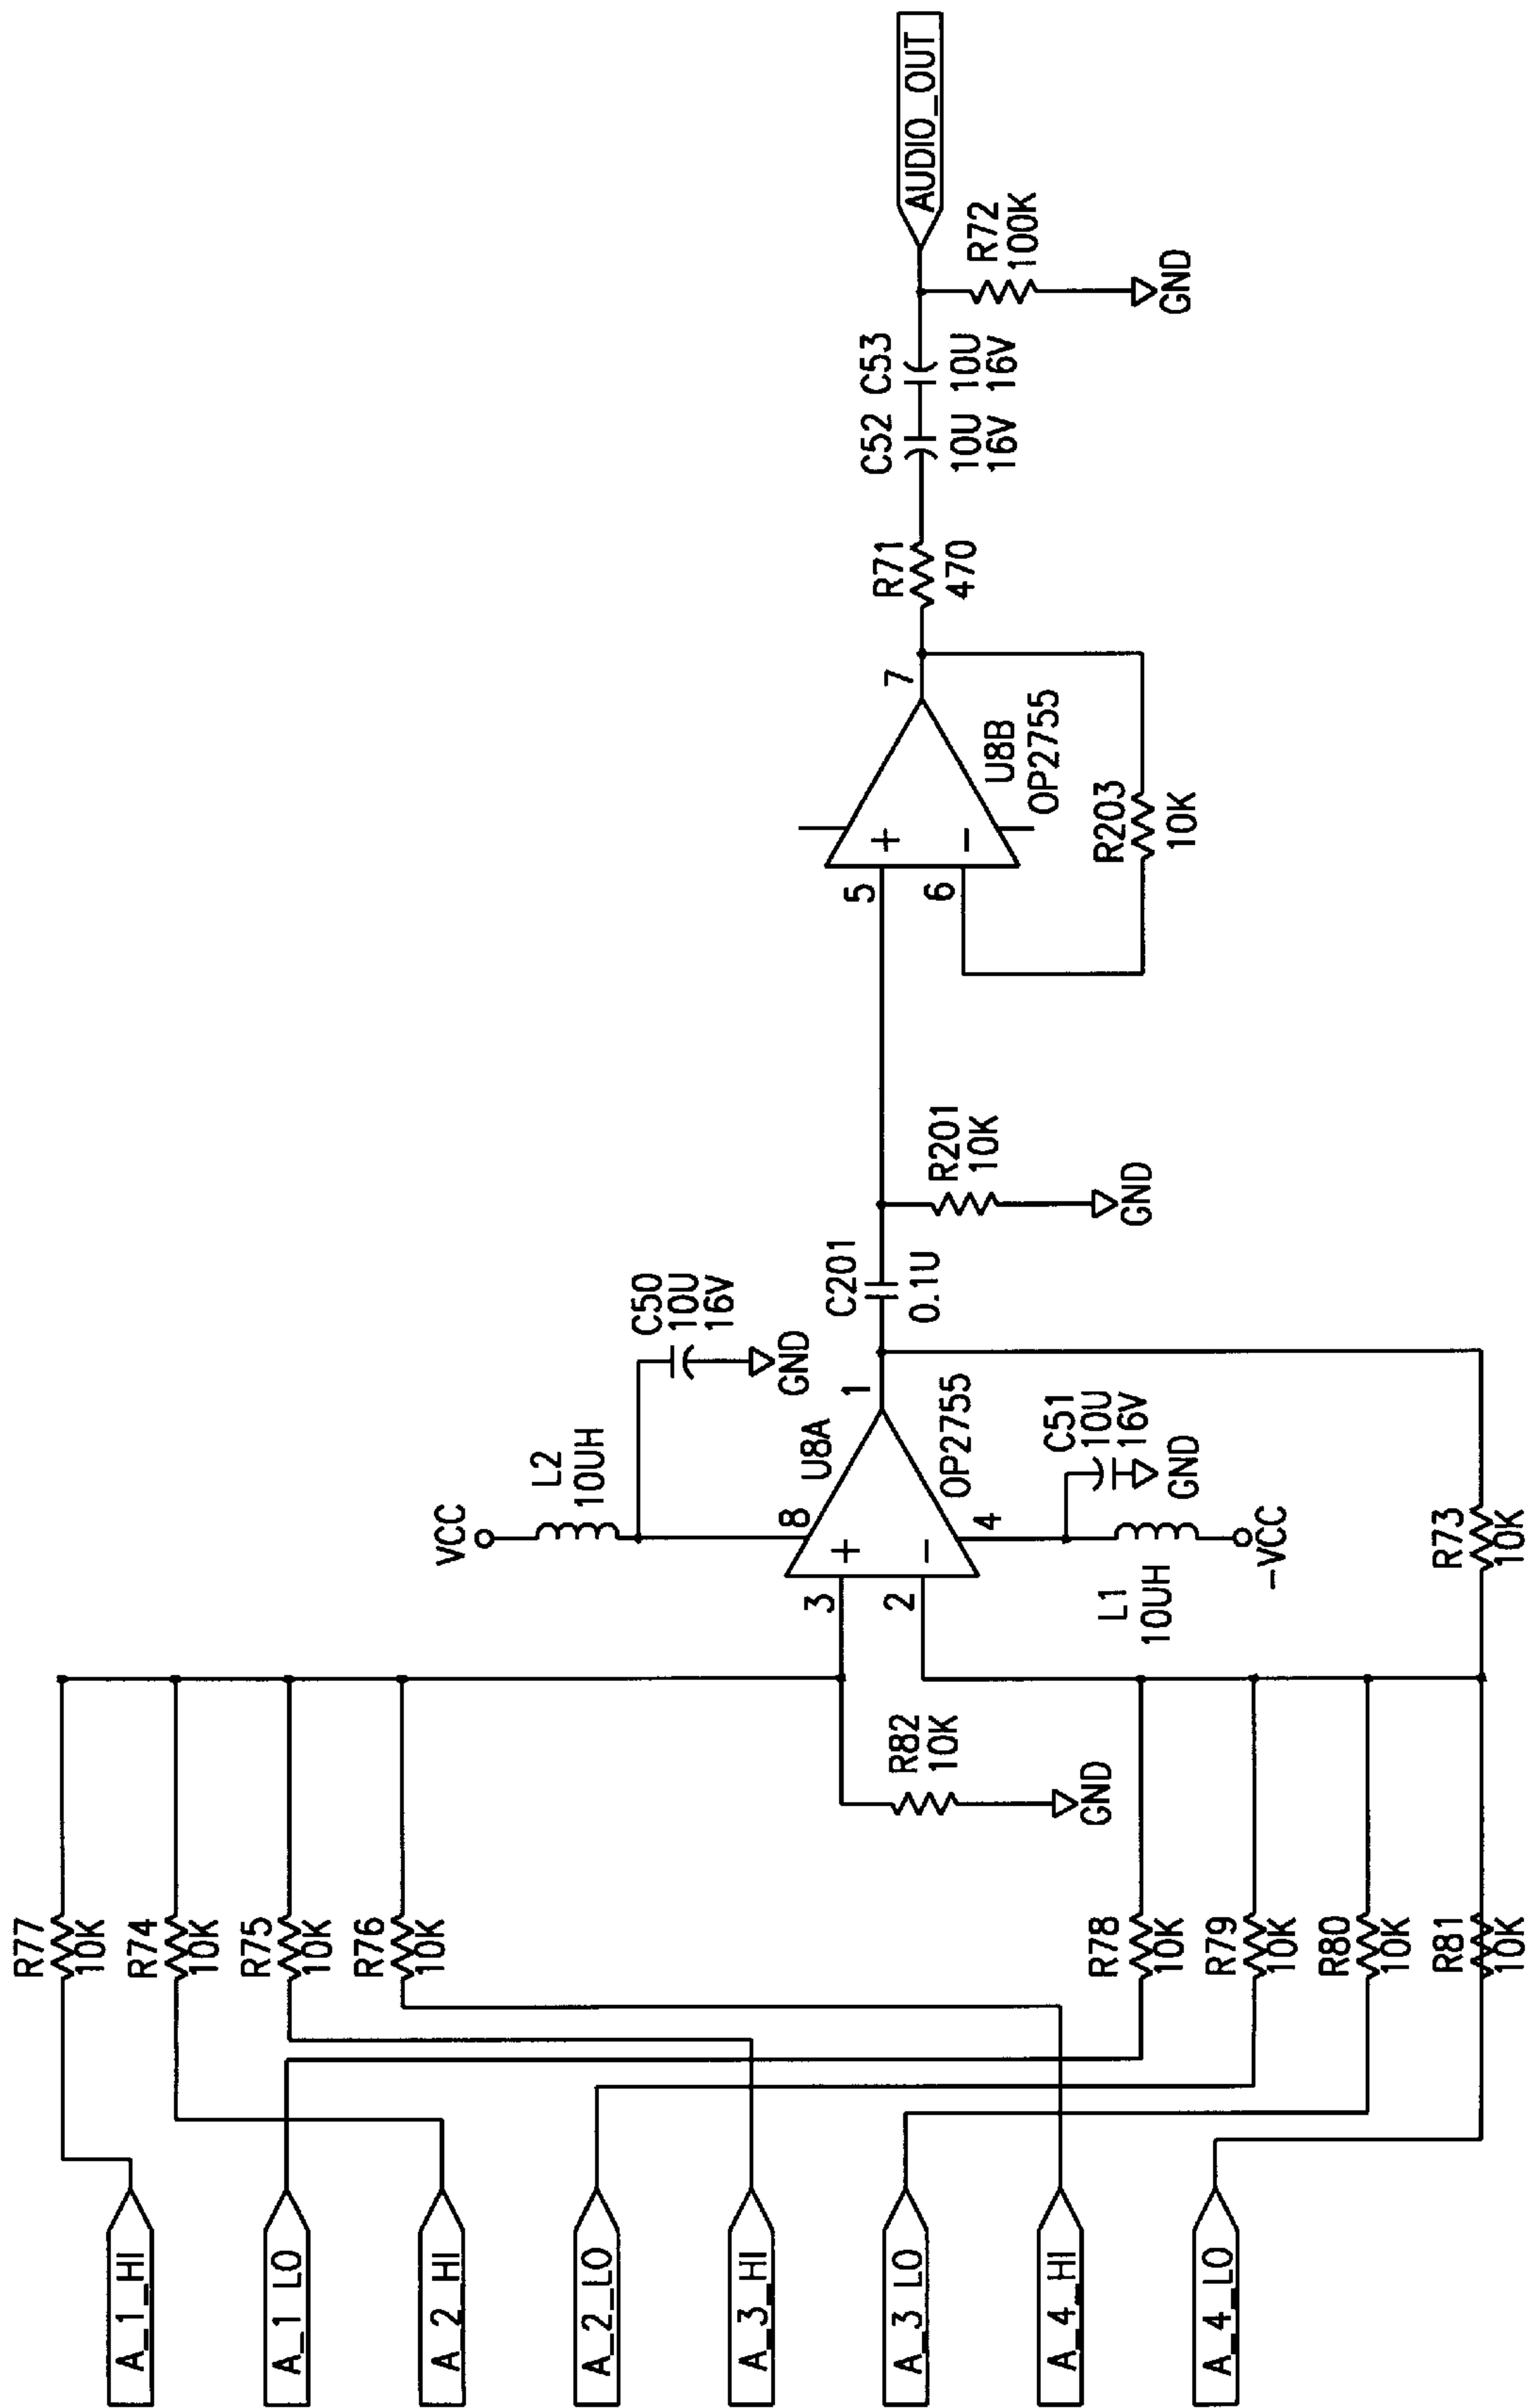 A_1_HI
A_1_LO
A_2_HI
A_2_LO
A_3_HI
A_3_LO
A_4_HI
A_4_LO
R77
10K
R74
10K
R75
10K
R76
10K
R78
10K
R79
10K
R80
10K
R81
10K
R82
10K
GND
VCC
L2
10UH
C50
10U
16V
GND
3
2
8
4
1
+
-
U8A
OP2755
L1
10UH
-VCC
C51
10U
16V
GND
R73
10K
C201
0.1U
R201
10K
GND
5
6
7
+
-
U8B
OP2755
R203
10K
R71
470
C52 C53
10U 10U
16V 16V
R72
100K
GND
AUDIO_OUT